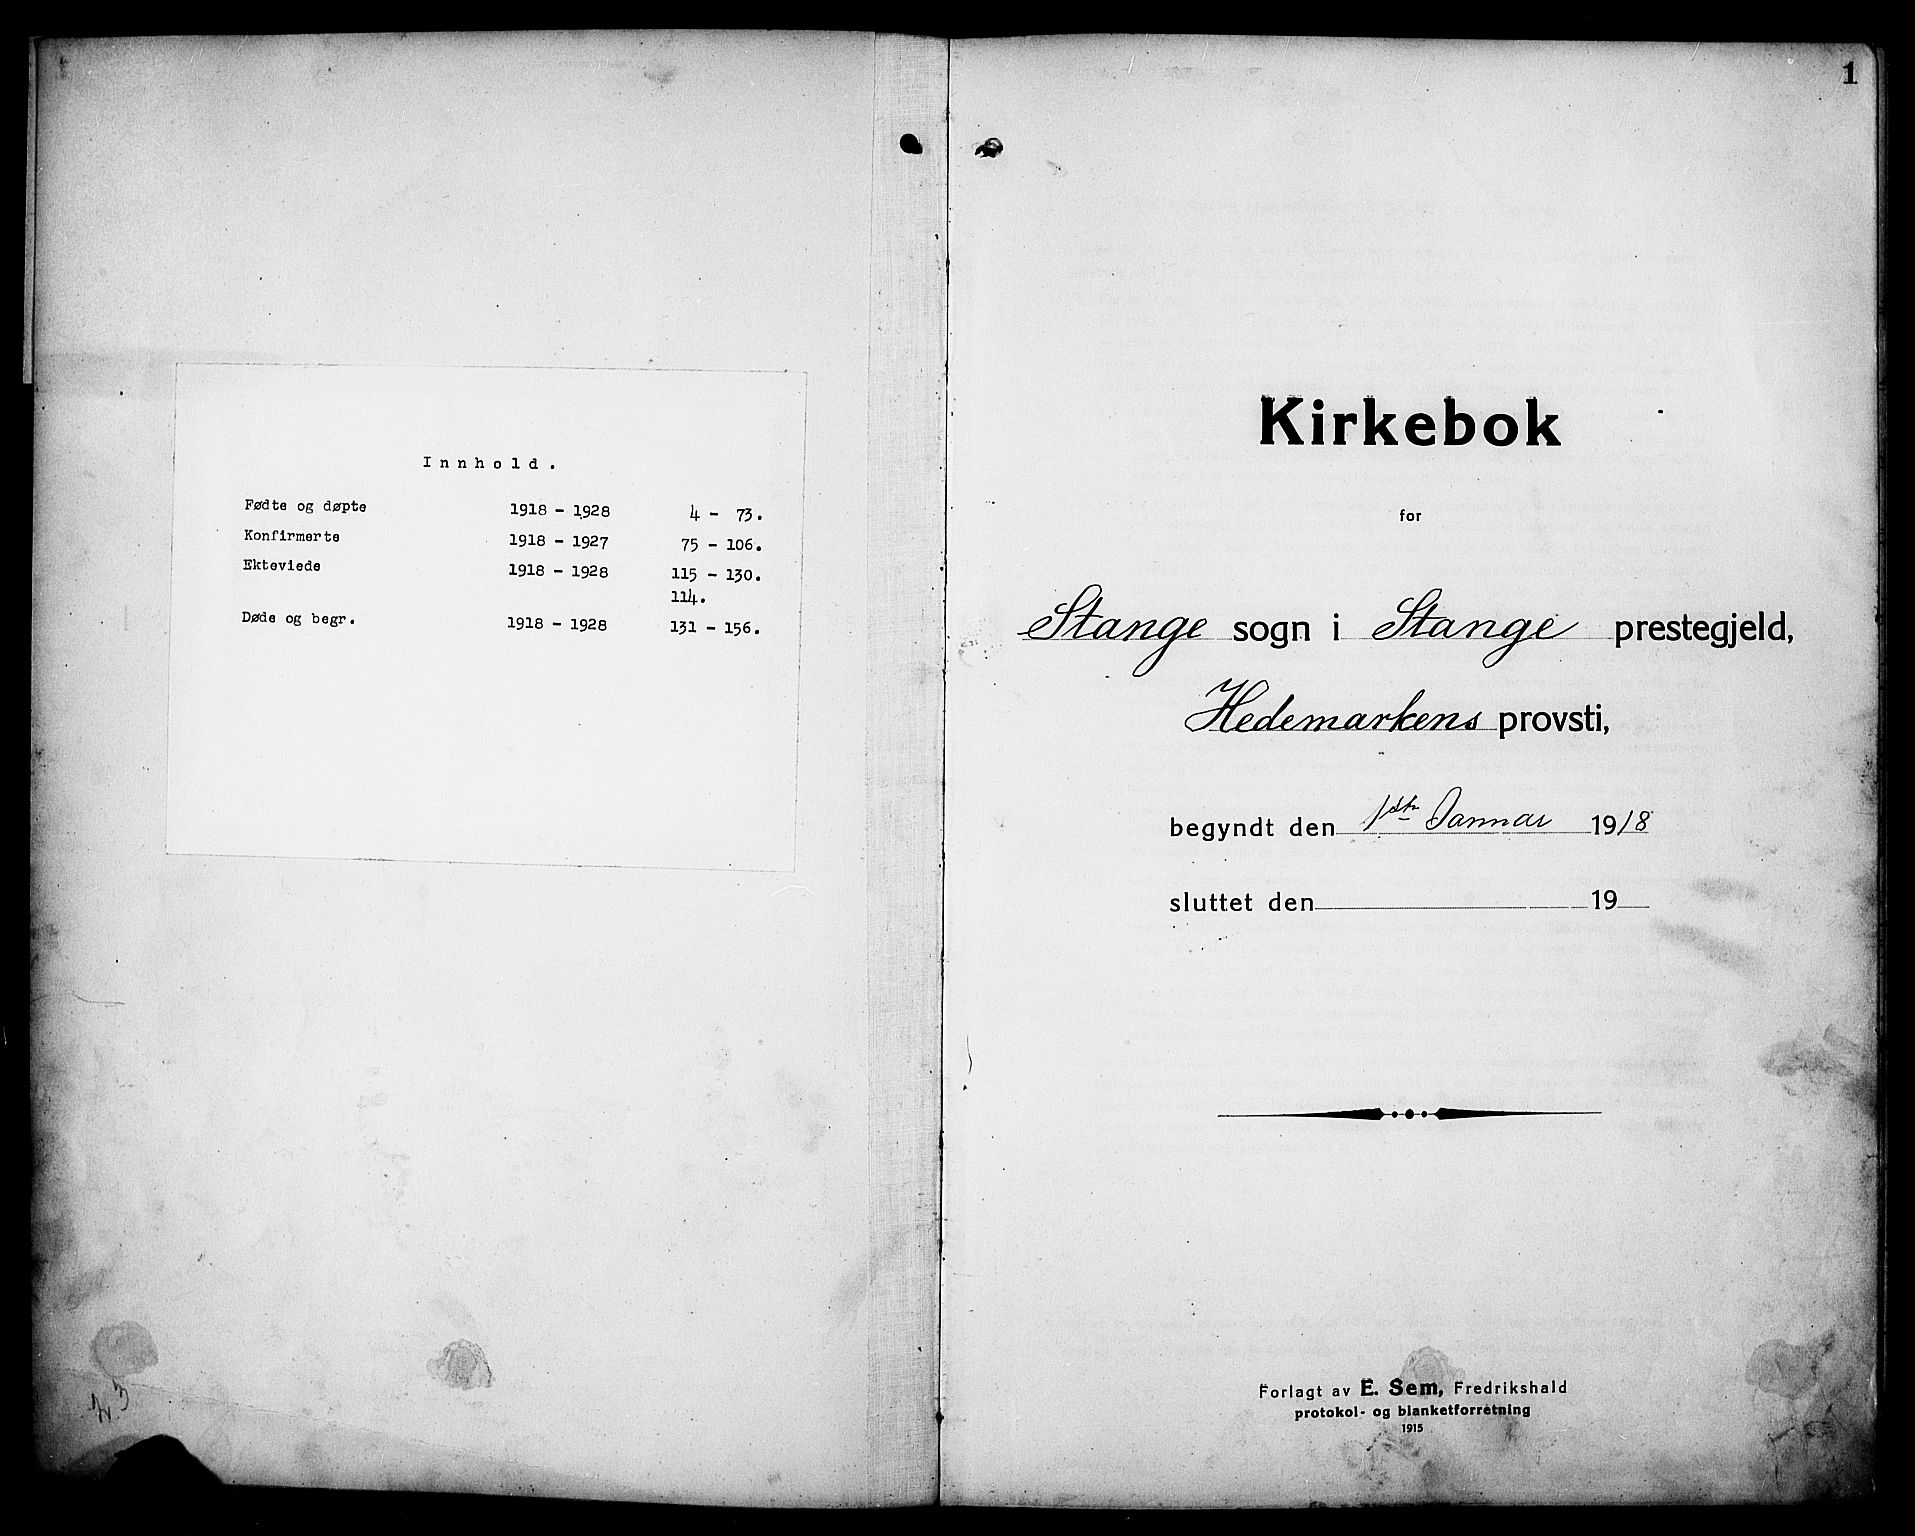 Innhold.
Fødte og døpte 1918 - 1928 4 - 73.
Konfirmerte 1918 - 1927 75 - 106.
Ekteviede 1918 - 1928 115 - 130.
114.
Døde og begr. 1918 - 1928 131 - 156.
1
Kirkebok
for
Stange sogn i Stange prestegjeld,
Hedemarkens provsti,
begyndt den 1ste Januar 1918
sluttet den 19
Forlagt av E. Sem, Fredrikshald
protokol- og blanketforretning
1915